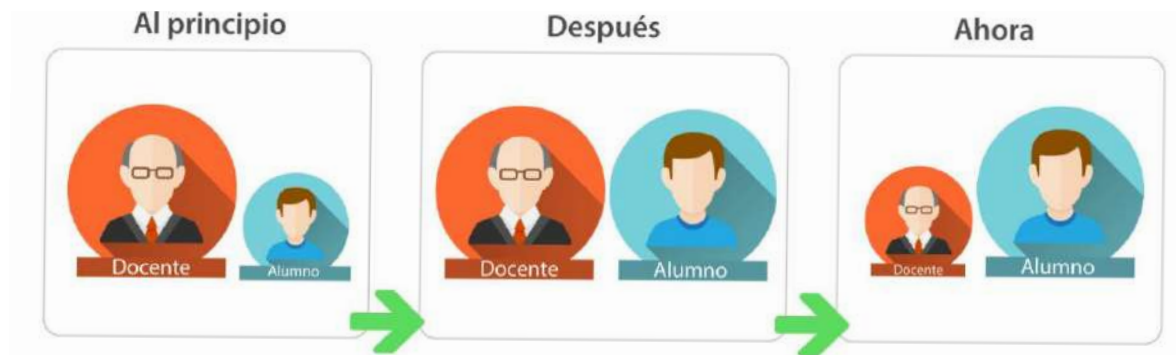 Al principio
Docente
Alumno
Después
Docente
Alumno
Ahora
Docente
Alumno